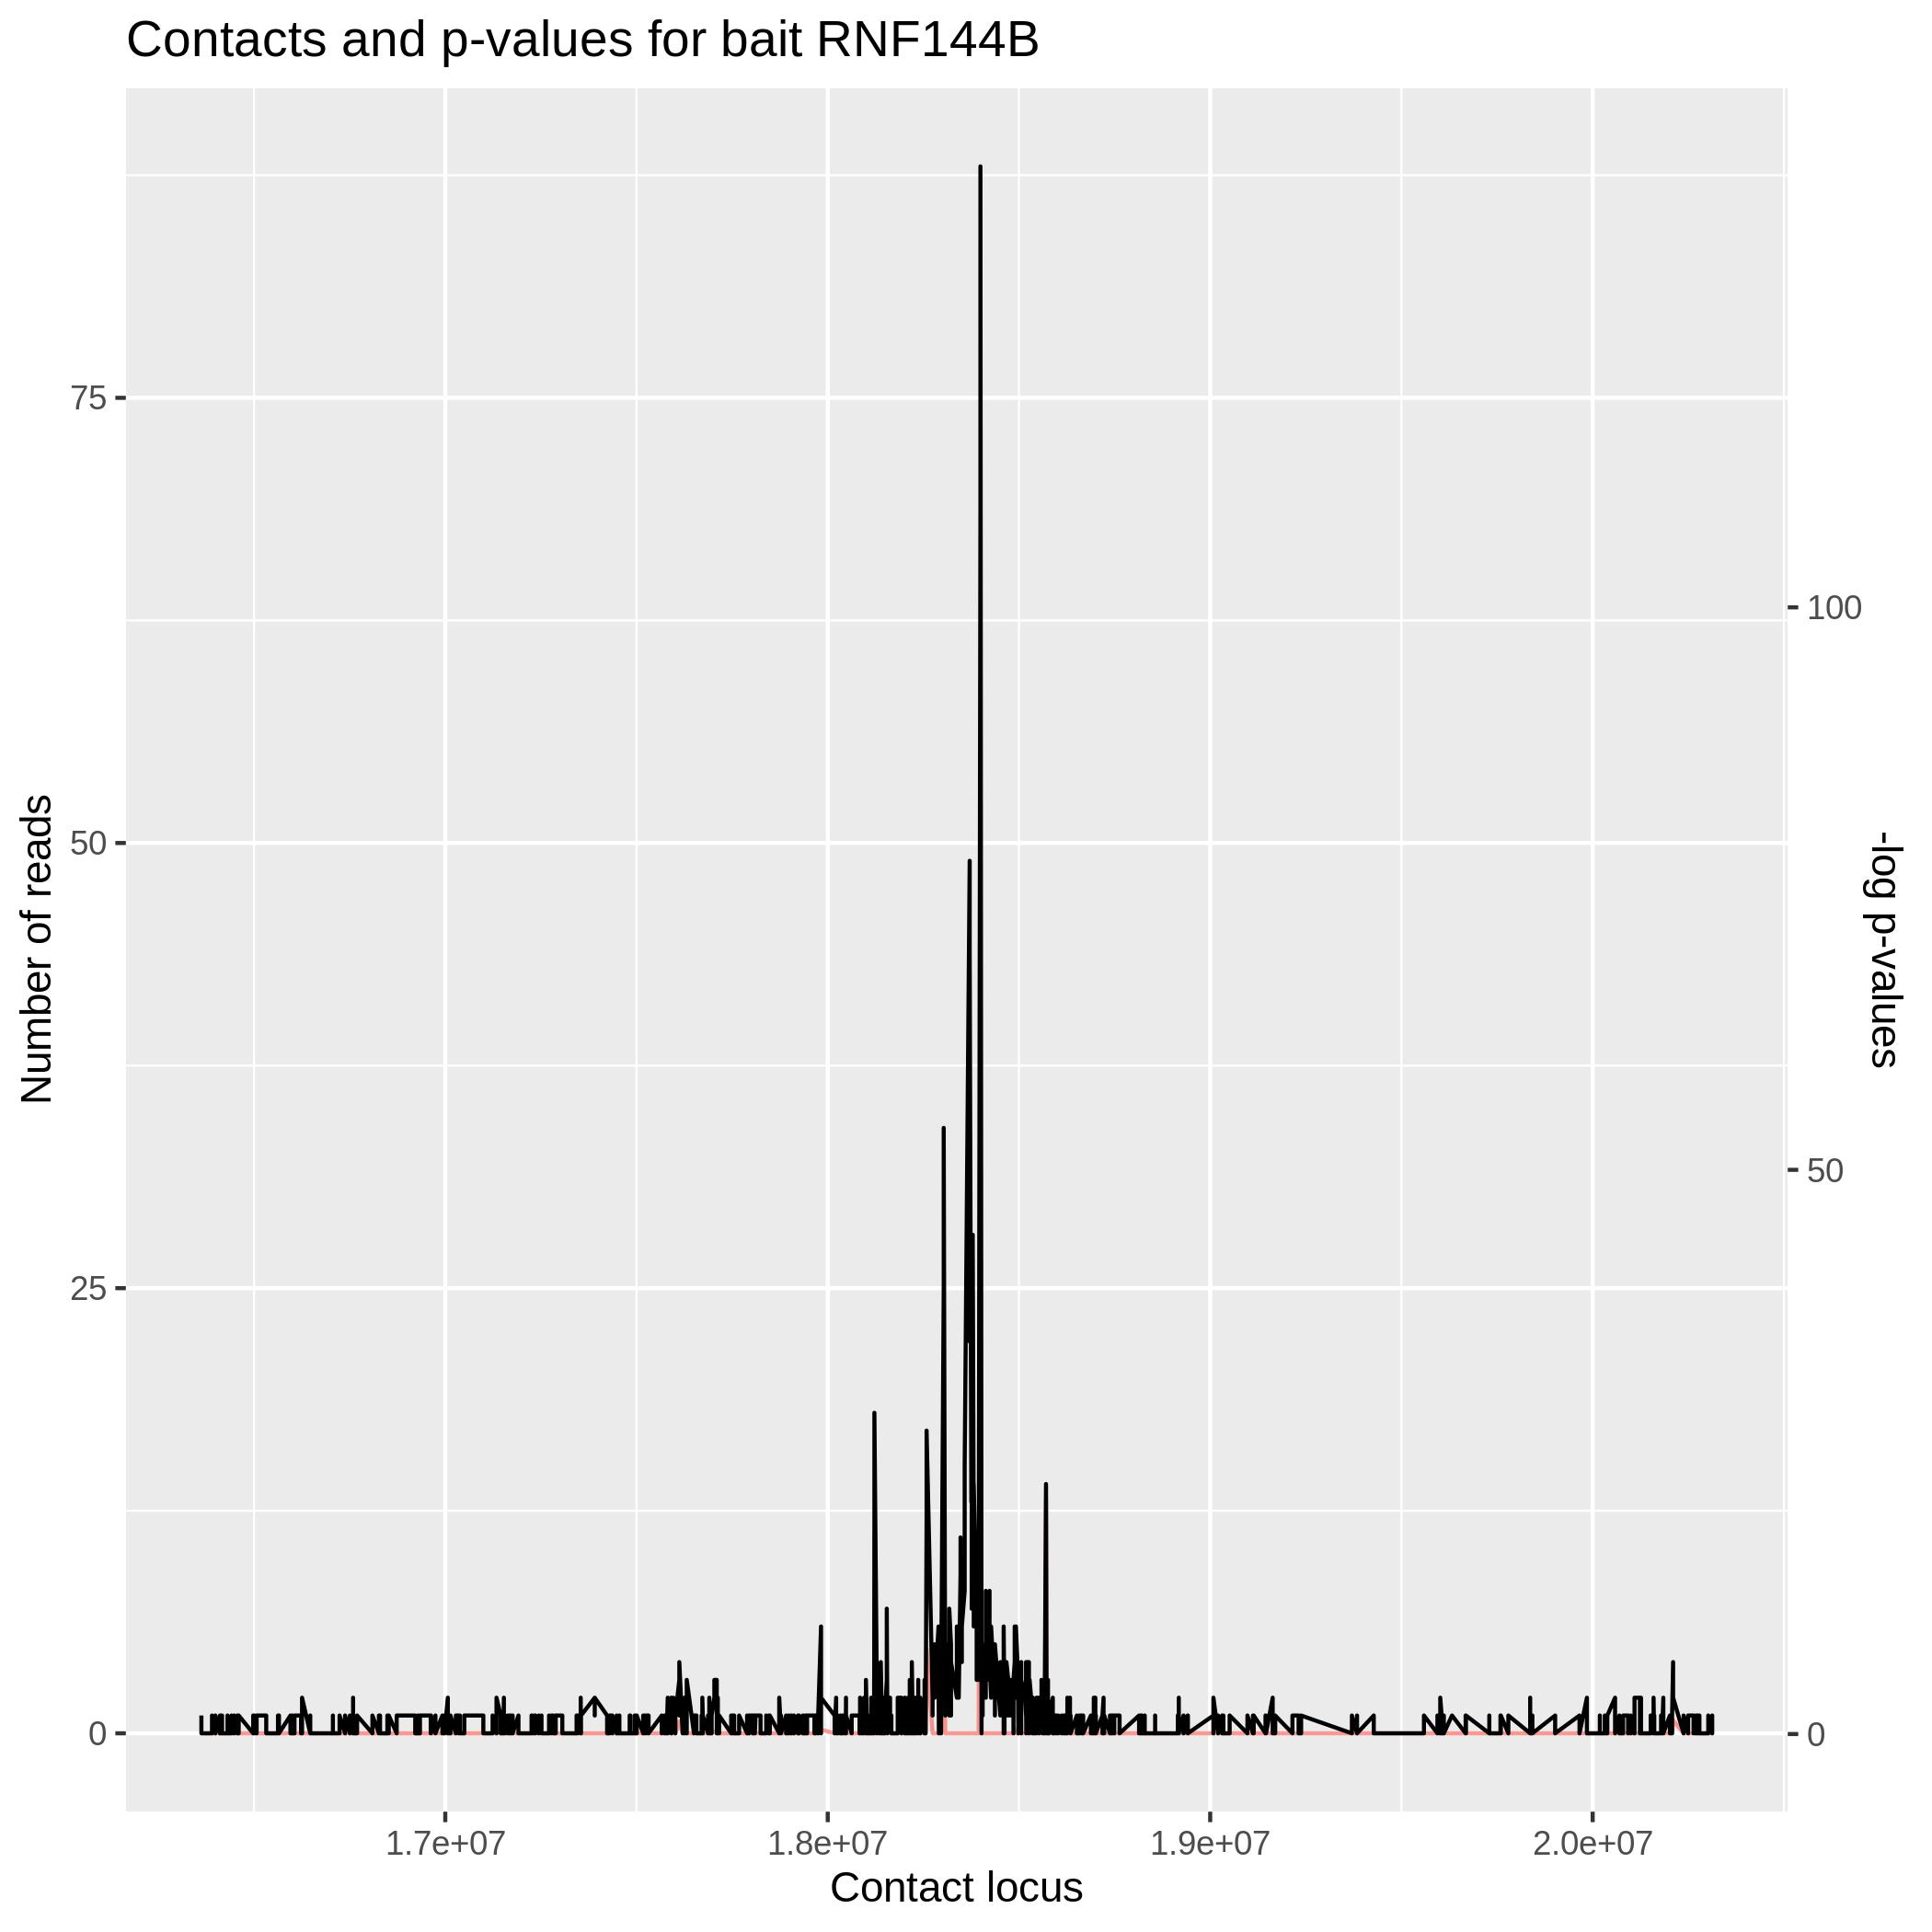 Contacts and p-values for bait RNF144B
Number of reads
75
50
25
0
100
50
0
-log p-values
1.7e+07 1.8e+07 1.9e+07 2.0e+07
Contact locus